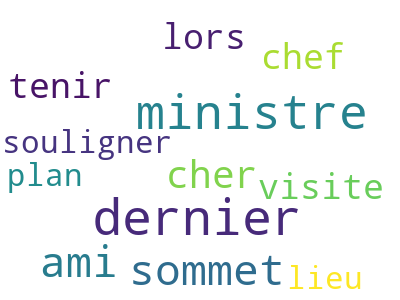 lors
chef
tenir
ministre
souligner
plan
cher
visite
dernier
ami
sommet
lieu